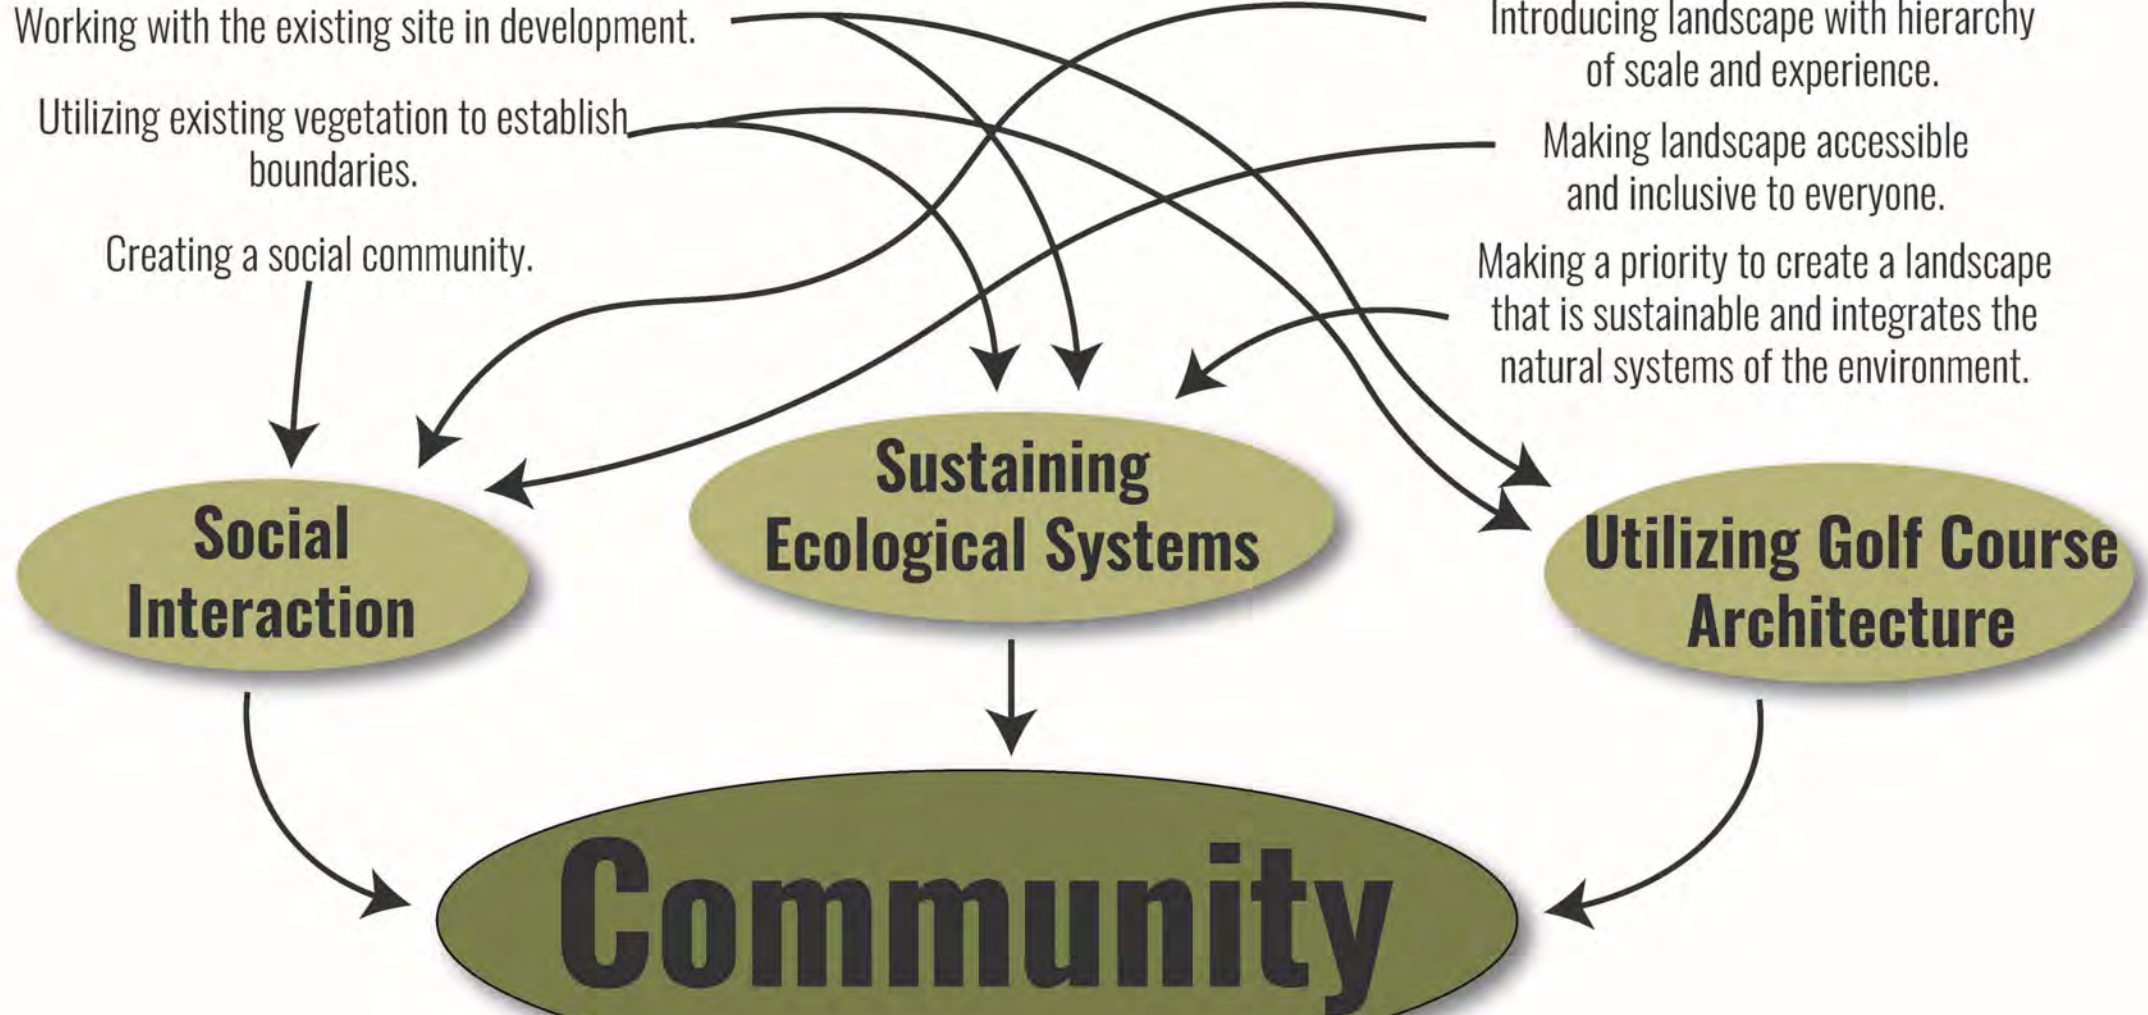 Working with the existing site in development.
Utilizing existing vegetation to establish
boundaries.
Creating a social community.
Introducing landscape with hierarchy
of scale and experience.
Making landscape accessible
and inclusive to everyone.
Making a priority to create a landscape
that is sustainable and integrates the
natural systems of the environment.
Social
Interaction
Sustaining
Ecological Systems
Utilizing Golf Course
Architecture
Community